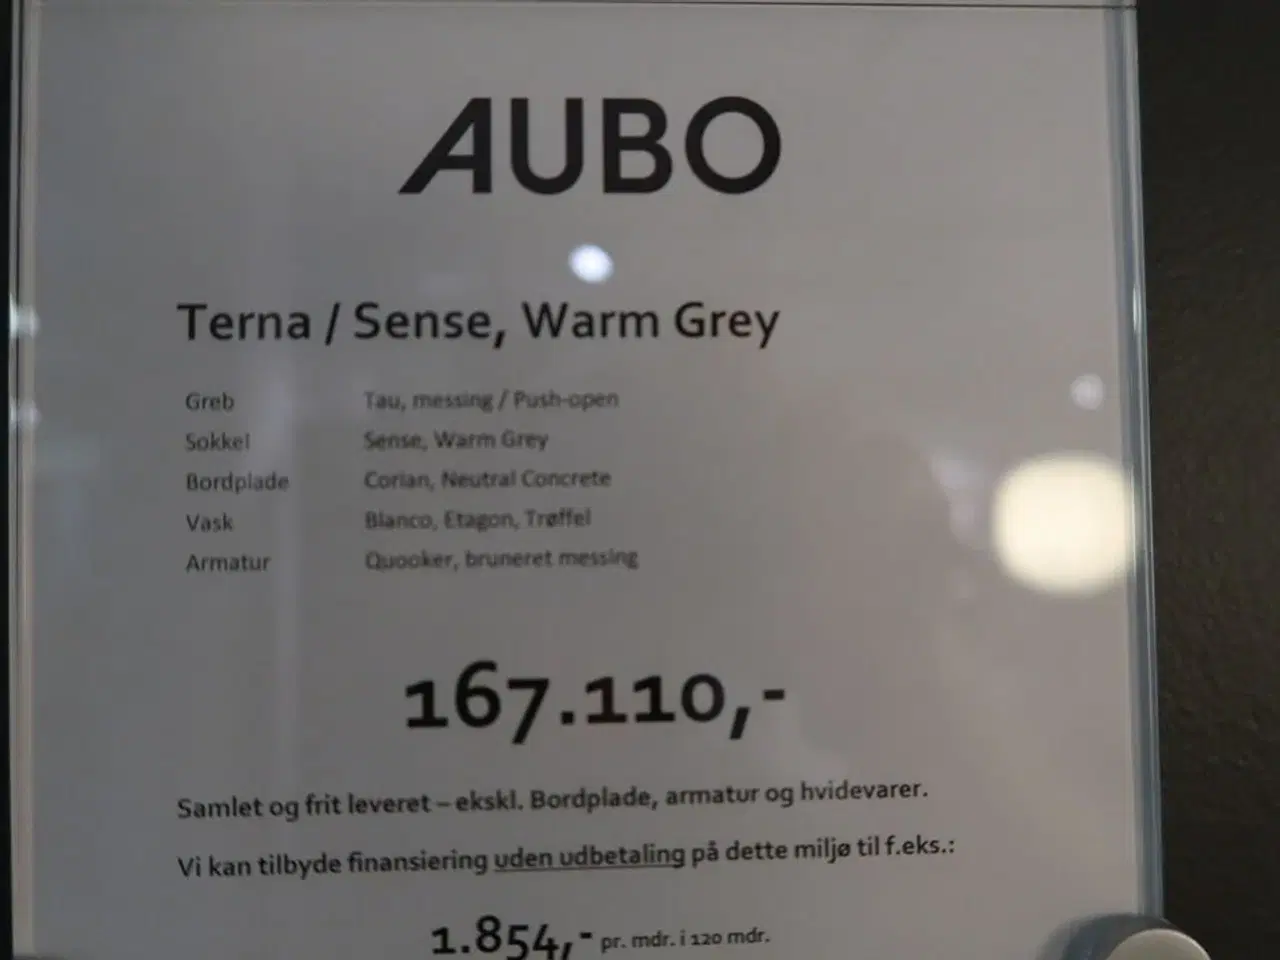 AUBO
Terna / Sense, Warm Grey
Greb Tau, messing / Push-open
Sokkel Sense, Warm Grey
Bordplade Corian, Neutral Concrete
Vask Blanco, Etagon, Trøffel
Armatur Quooker, bruneret messing
167.110,-
Samlet og frit leveret – ekskl. Bordplade, armatur og hvidevarer.
Vi kan tilbyde finansiering uden udbetaling på dette miljø til f.eks.:
1.854,- pr. mdr. i 120 mdr.